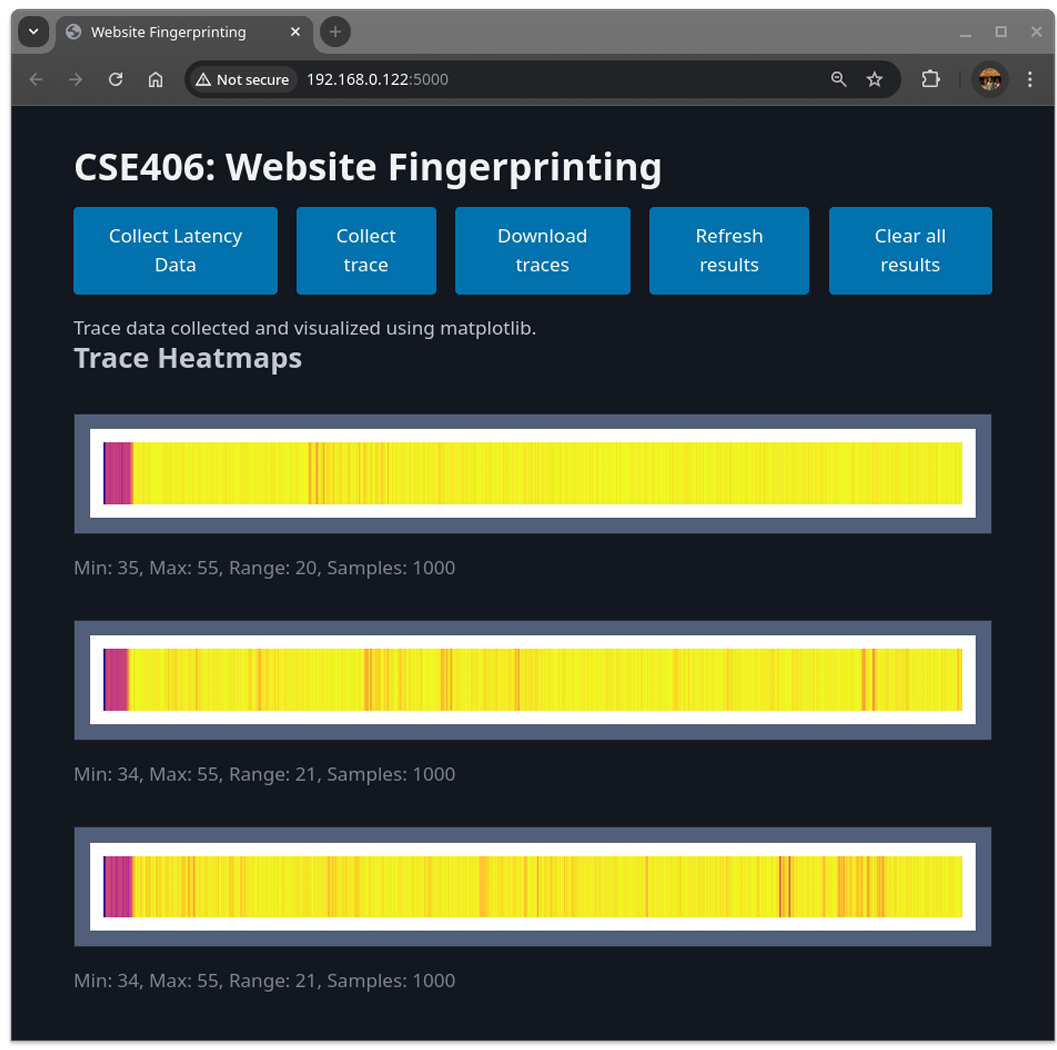 Website Fingerprinting
Not secure
192.168.0.122:5000
CSE406: Website Fingerprinting
Collect Latency
Data
Collect
trace
Download
traces
Refresh
results
Clear all
results
Trace data collected and visualized using matplotlib.
Trace Heatmaps
Min: 35, Max: 55, Range: 20, Samples: 1000
Min: 34, Max: 55, Range: 21, Samples: 1000
Min: 34, Max: 55, Range: 21, Samples: 1000